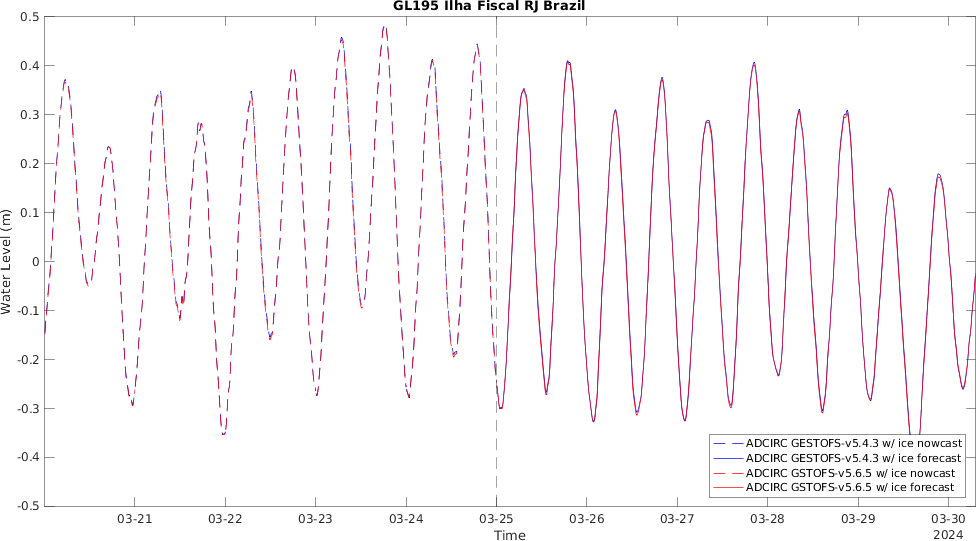 GL195 Ilha Fiscal RJ Brazil
0.5
0.4
0.3
0.2
0.1
0
-0.1
-0.2
-0.3
-0.4
-0.5
Water Level (m)
ADCIRC GESTOFS-v5.4.3 w/ ice nowcast
ADCIRC GESTOFS-v5.4.3 w/ ice forecast
ADCIRC GSTOFS-v5.6.5 w/ ice nowcast
ADCIRC GSTOFS-v5.6.5 w/ ice forecast
03-21 03-22 03-23 03-24 03-25 03-26 03-27 03-28 03-29 03-30
Time
2024